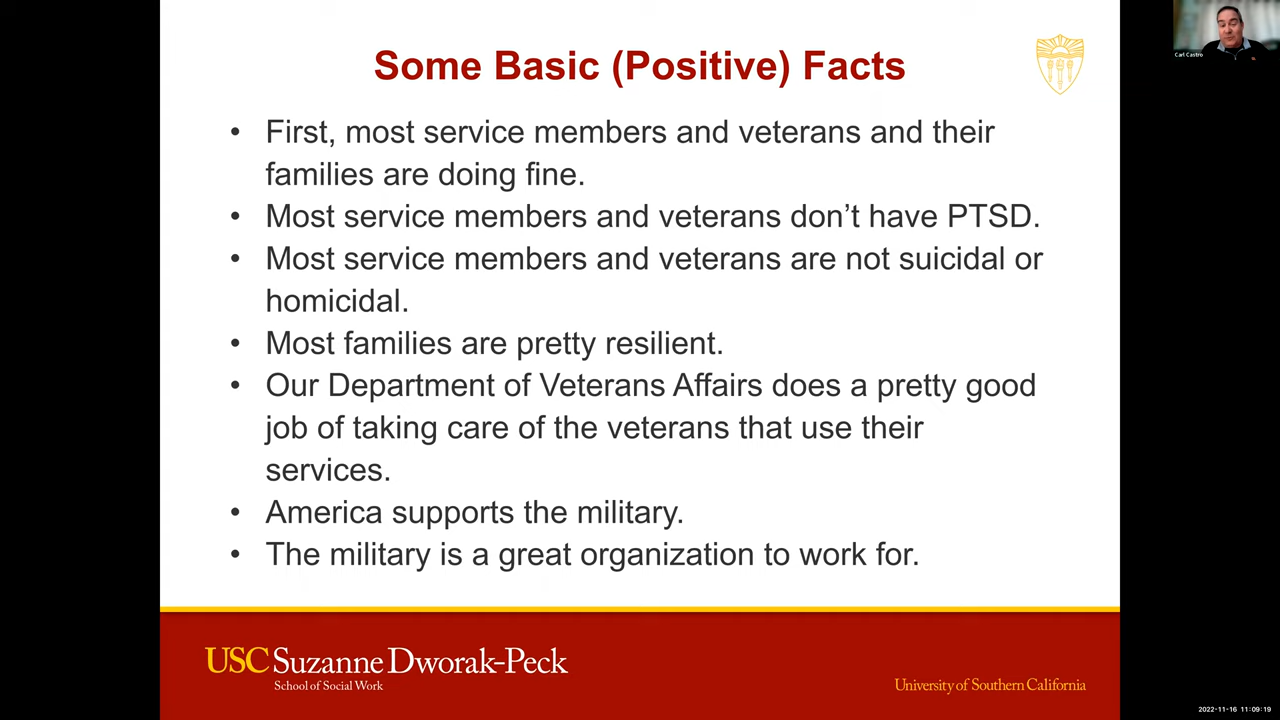 Some Basic (Positive) Facts
Carl Castro
• First, most service members and veterans and their
families are doing fine.
• Most service members and veterans don’t have PTSD.
• Most service members and veterans are not suicidal or
homicidal.
• Most families are pretty resilient.
• Our Department of Veterans Affairs does a pretty good
job of taking care of the veterans that use their
services.
• America supports the military.
• The military is a great organization to work for.
USC Suzanne Dworak-Peck
School of Social Work
University of Southern California
2022-11-16 11:09:19